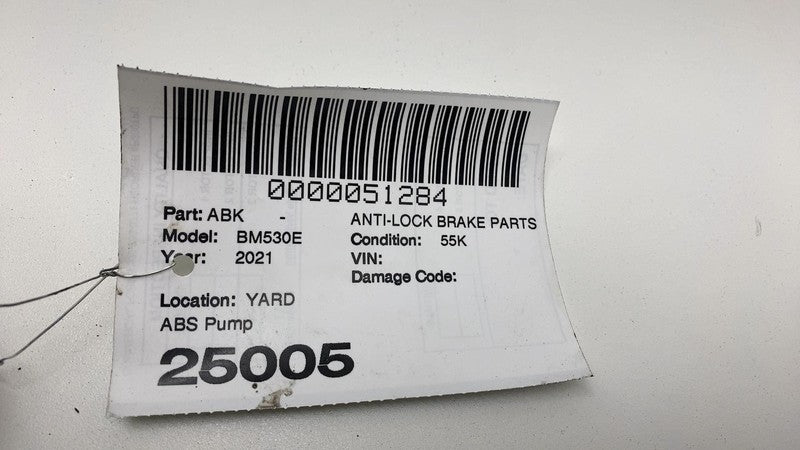 0000051284
Part: ABK - ANTI-LOCK BRAKE PARTS
Model: BM530E Condition: 55K
Year: 2021 VIN:
Damage Code:
Location: YARD
ABS Pump
25005